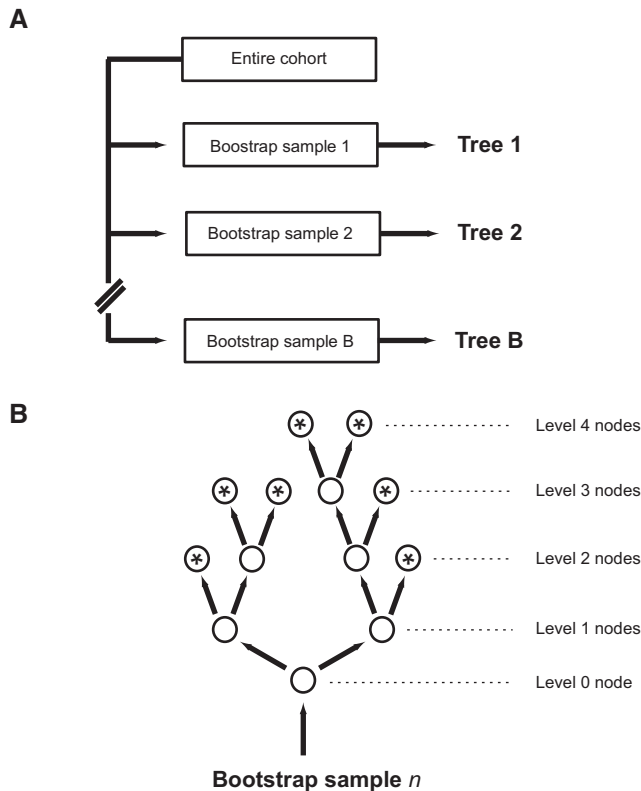 A
Entire cohort
Boostrap sample 1
Tree 1
Bootstrap sample 2
Tree 2
Bootstrap sample B
Tree B
B
* * Level 4 nodes
* * * Level 3 nodes
* * Level 2 nodes
Level 1 nodes
Level 0 node
Bootstrap sample n